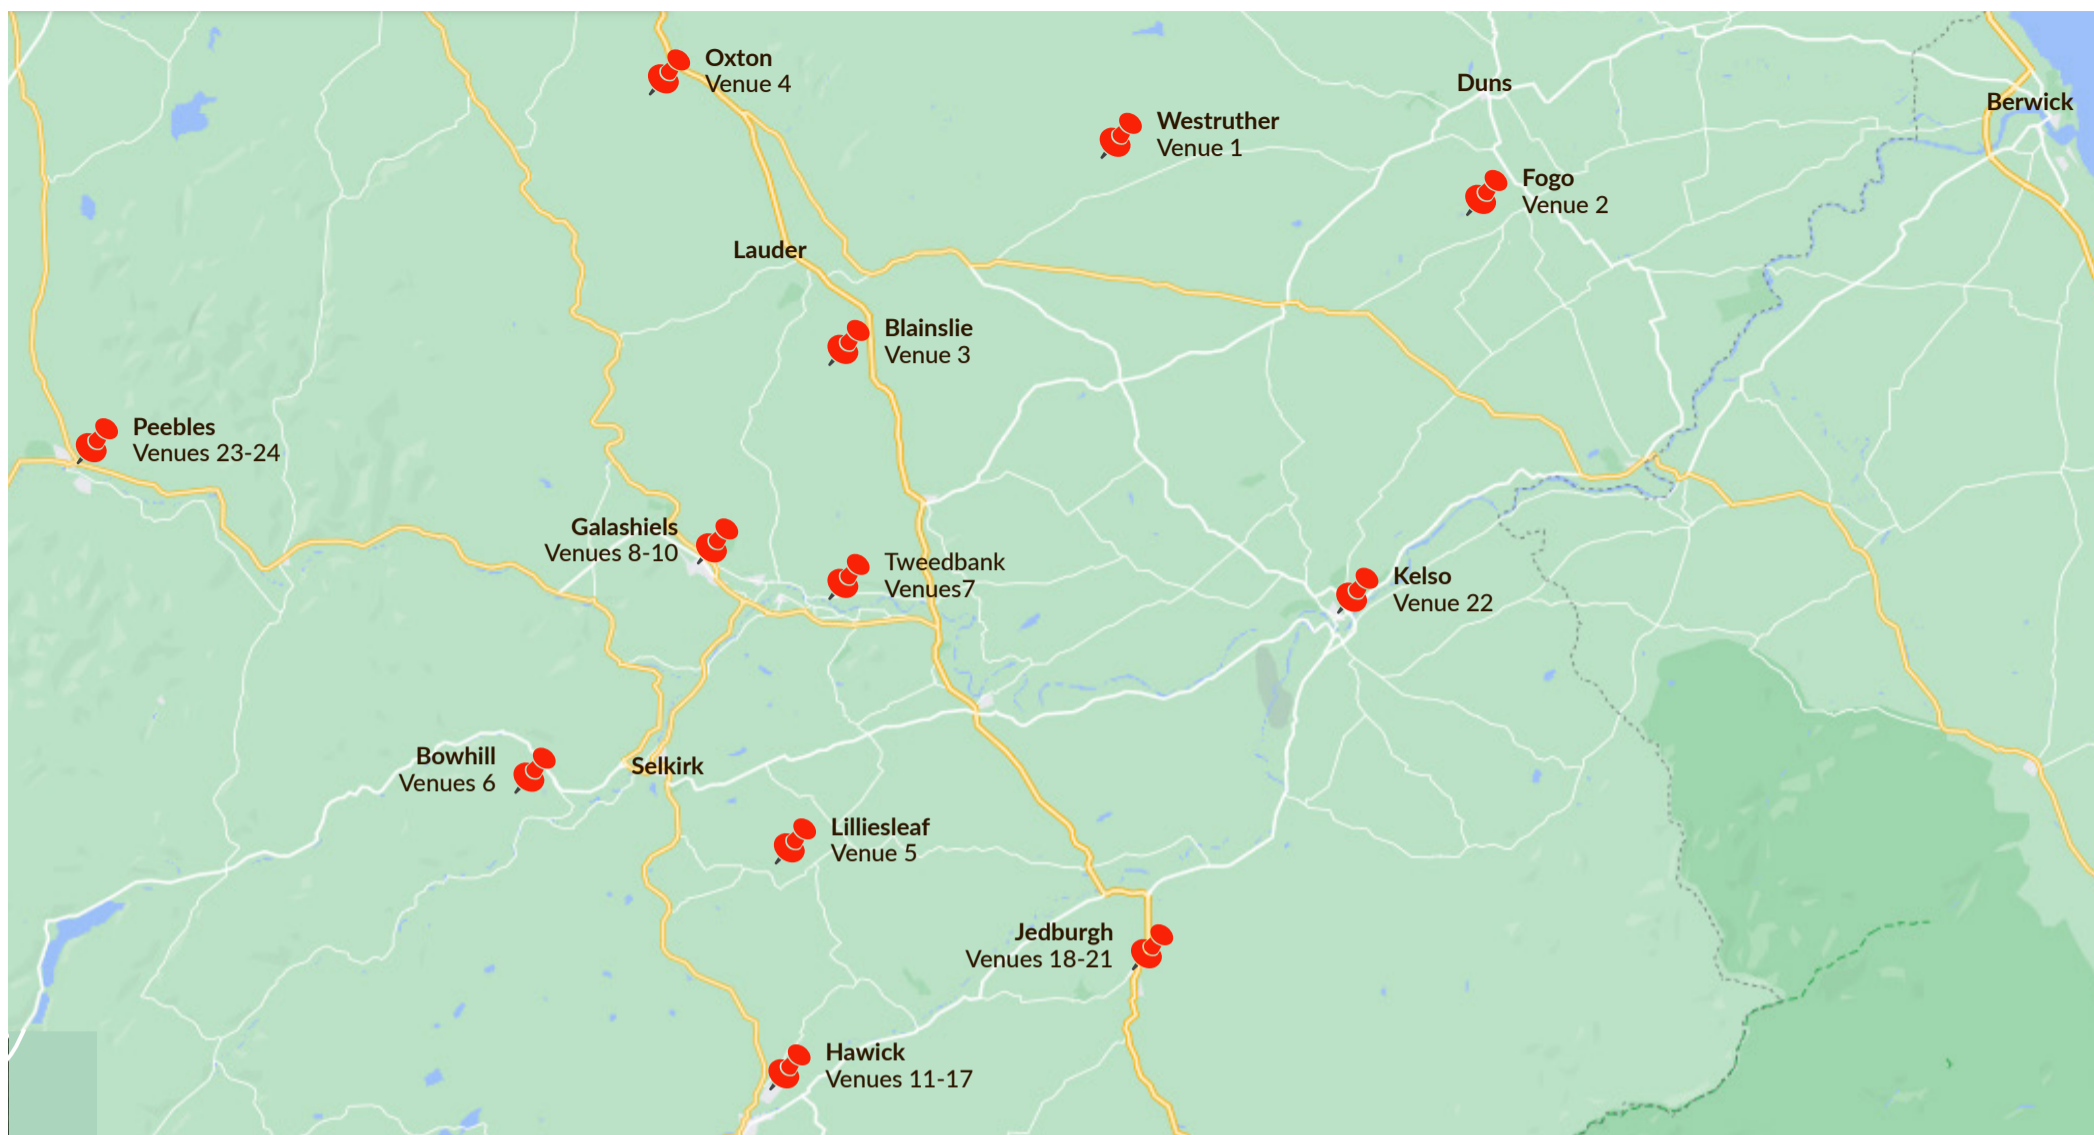 Oxton
Venue 4
Duns
Berwick
Westruther
Venue 1
Fogo
Venue 2
Lauder
Blainslie
Venue 3
Peebles
Venues 23-24
Galashiels
Venues 8-10
Tweedbank
Venues7
Kelso
Venue 22
Bowhill
Venues 6
Selkirk
Lilliesleaf
Venue 5
Jedburgh
Venues 18-21
Hawick
Venues 11-17